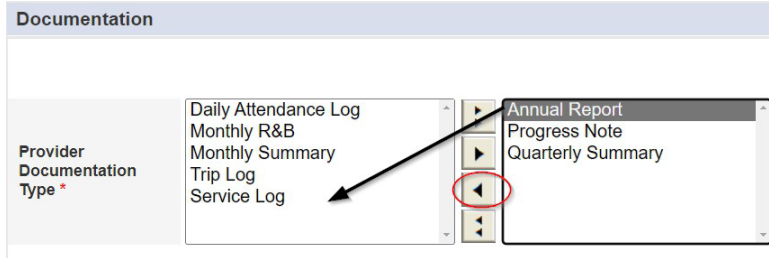 Documentation
Provider
Documentation
Type *
Daily Attendance Log
Monthly R&B
Monthly Summary
Trip Log
Service Log
Annual Report
Progress Note
Quarterly Summary